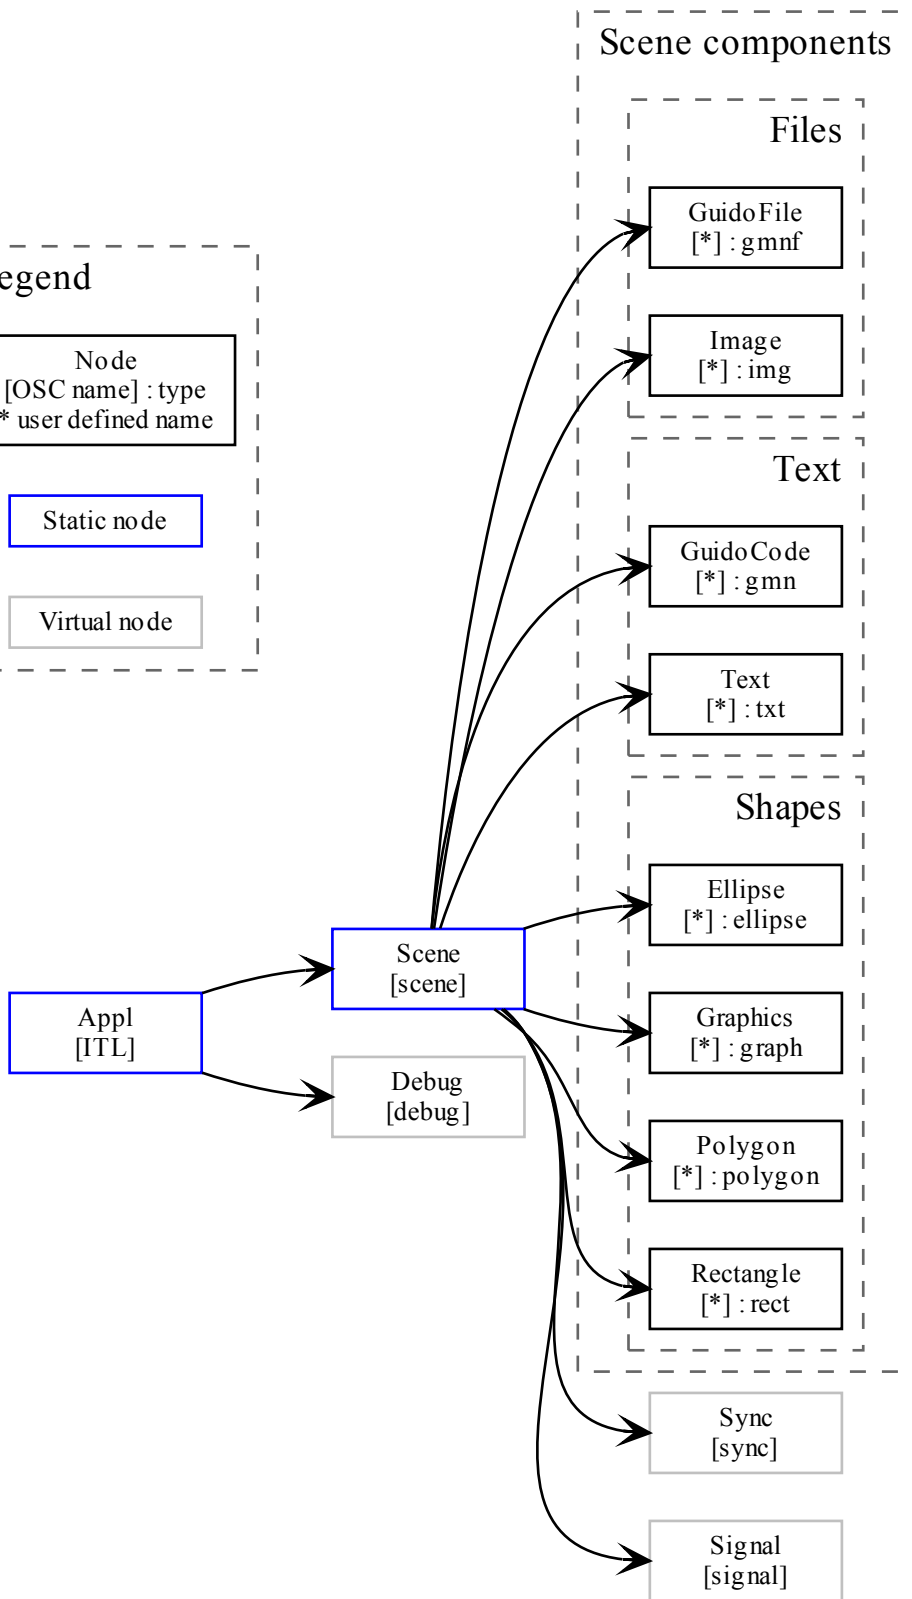 Scene components
Files
GuidoFile
[*] : gmnf
Image
[*] : img
egend
Node
[OSC name] : type
* user defined name
Static node
Virtual node
Text
GuidoCode
[*] : gmn
Text
[*] : txt
Shapes
Ellipse
[*] : ellipse
Graphics
[*] : graph
Polygon
[*] : polygon
Rectangle
[*] : rect
Scene
[scene]
Appl
[ITL]
Debug
[debug]
Sync
[sync]
Signal
[signal]